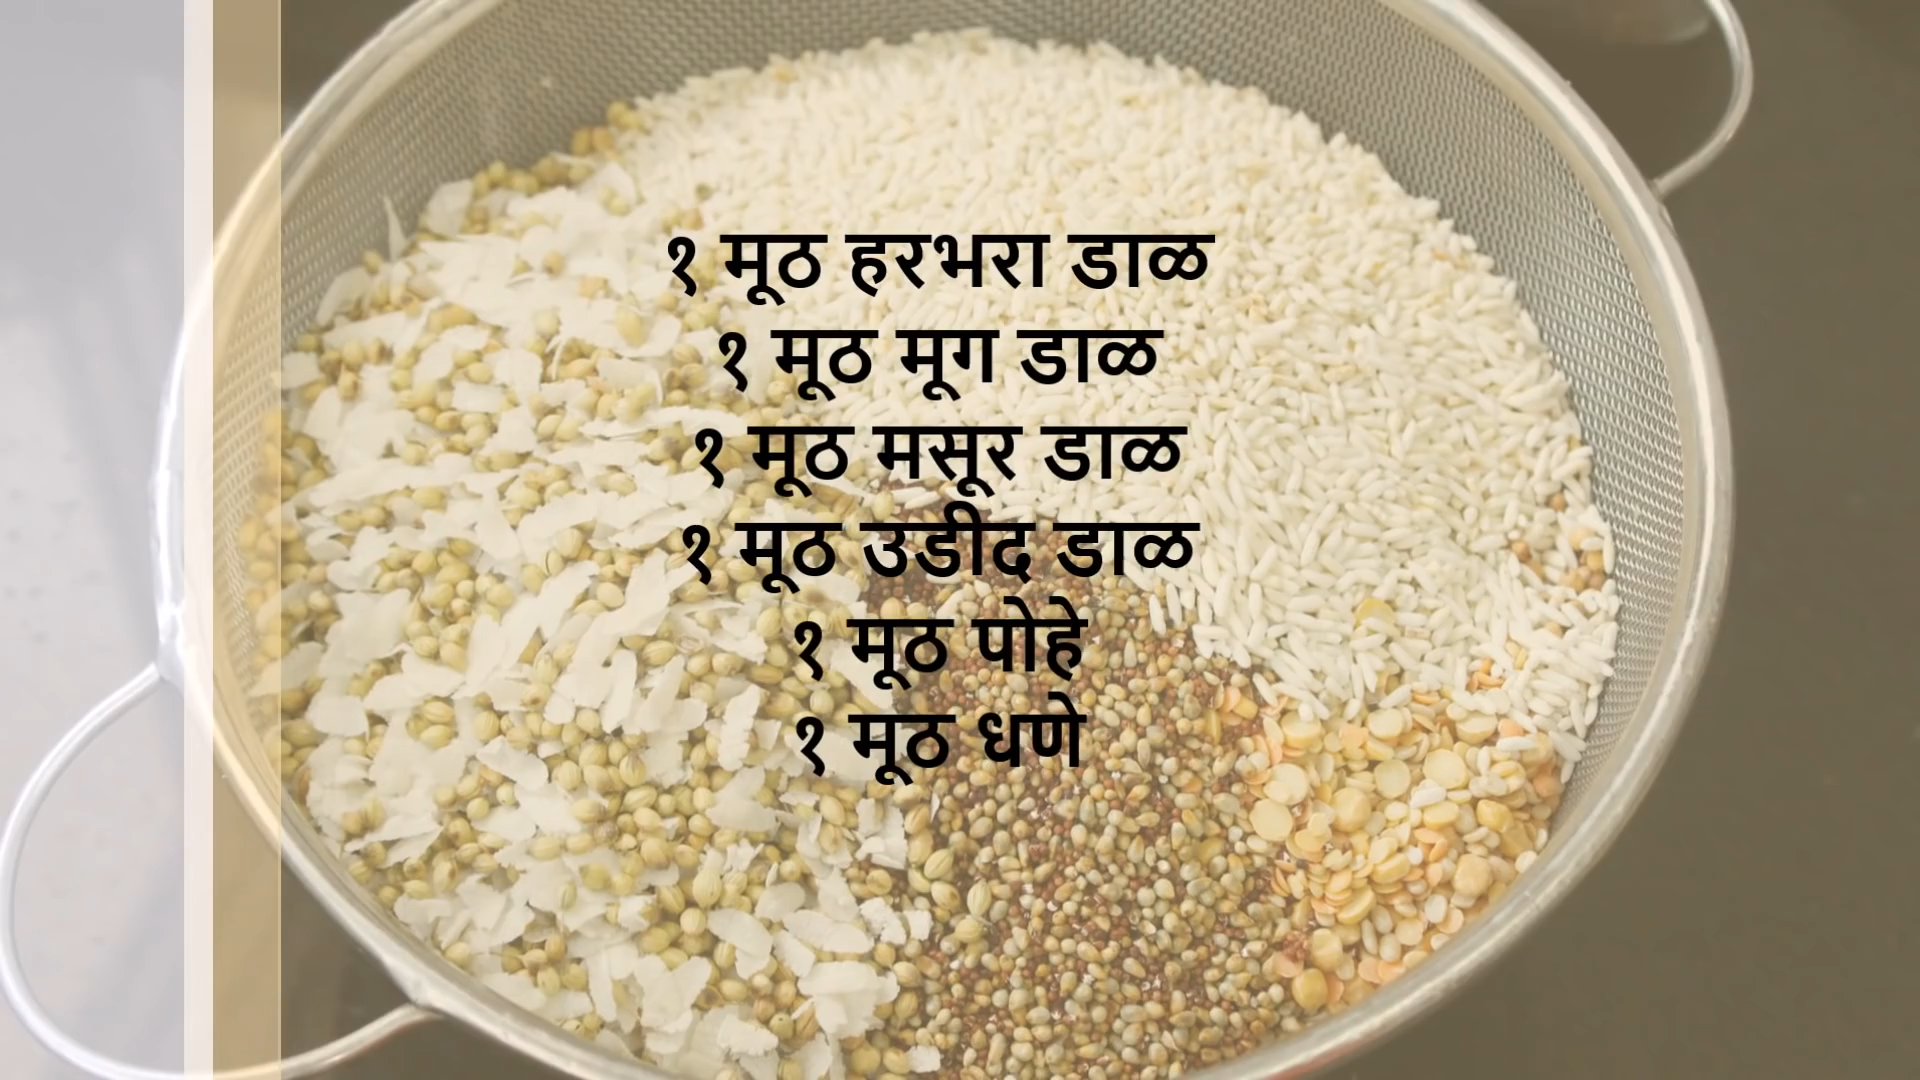 १ मूठ हरभरा डाळ
१ मूठ मूग डाळ
१ मूठ मसूर डाळ
१ मूठ उडीद डाळ
१ मूठ पोहे
१ मूठ धणे